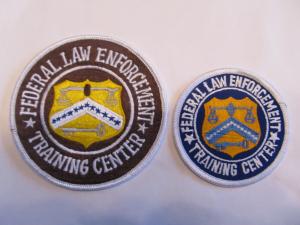 ★ FEDERAL LAW ENFORCEMENT ★
TRAINING CENTER
★ FEDERAL LAW ENFORCEMENT ★
TRAINING CENTER